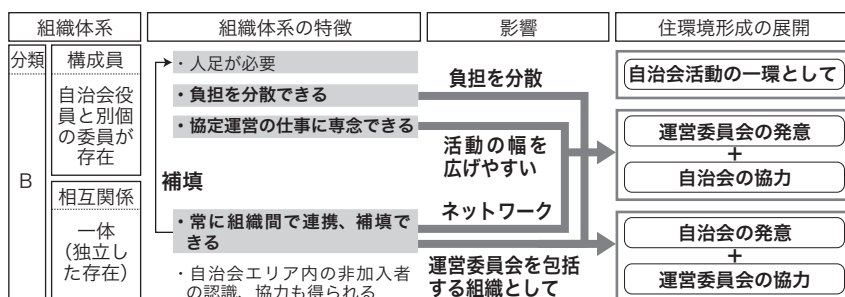 組織体系
組織体系の特徴
影響
住環境形成の展開
分類
構成員
自治会役
員と別個
の委員が
存在
B
相互関係
一体
(独立し
た存在)
・人足が必要
・負担を分散できる
・協定運営の仕事に専念できる
補填
・常に組織間で連携、補填で
きる
・自治会エリア内の非加入者
の認識、協力も得られる
負担を分散
活動の幅を
広げやすい
ネットワーク
運営委員会を包括
する組織として
自治会活動の一環として
運営委員会の発意
+
自治会の協力
自治会の発意
+
運営委員会の協力